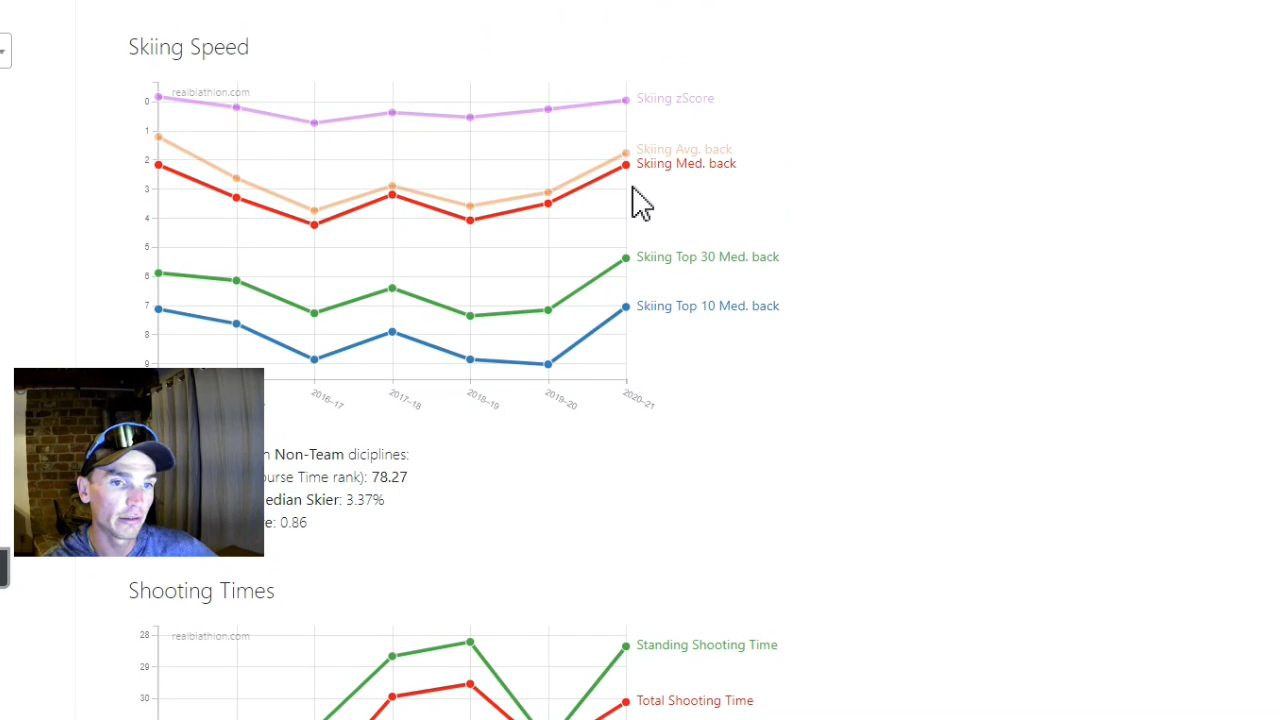 Skiing Speed
realbiathlon.com
0
Skiing zScore
1
Skiing Avg. back
2
Skiing Med. back
3
4
5
Skiing Top 30 Med. back
6
7
Skiing Top 10 Med. back
8
9
2016–17
2017–18
2018–19
2019–20
2020–21
Non-Team diciplines:
ourse Time rank): 78.27
edian Skier: 3.37%
e: 0.86
Shooting Times
realbiathlon.com
28
Standing Shooting Time
29
30
Total Shooting Time